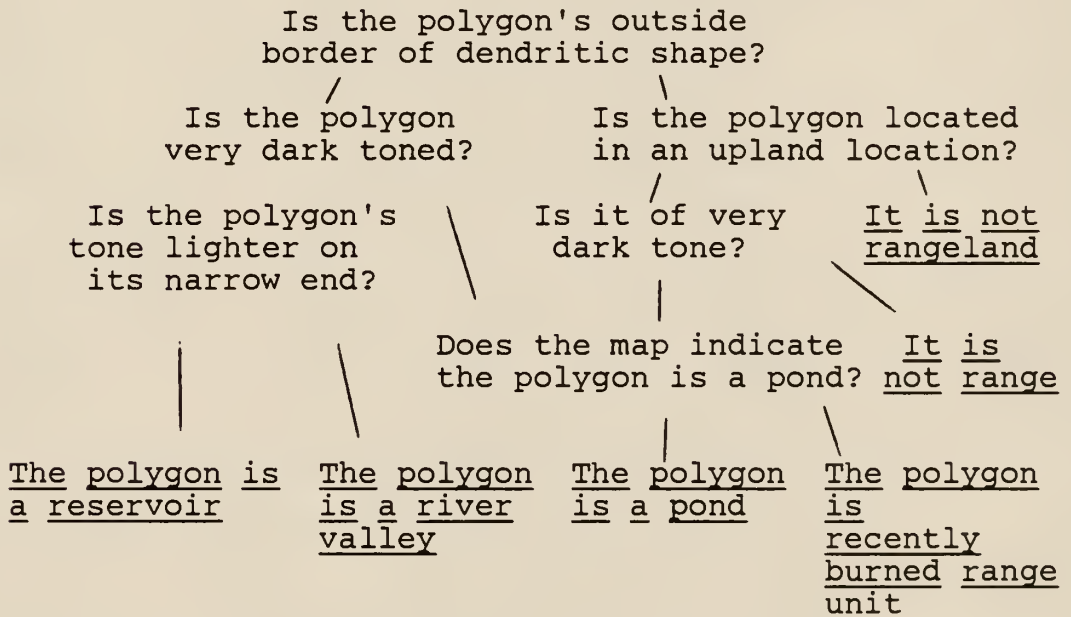 Is the polygon's outside
border of dendritic shape?
Is the polygon
very dark toned?
Is the polygon located
in an upland location?
Is the polygon's
tone lighter on
its narrow end?
Is it of very
dark tone?
It is not
rangeland
Does the map indicate
the polygon is a pond?
It is
not range
The polygon is
a reservoir
The polygon
is a river
valley
The polygon
is a pond
The polygon
is
recently
burned range
unit